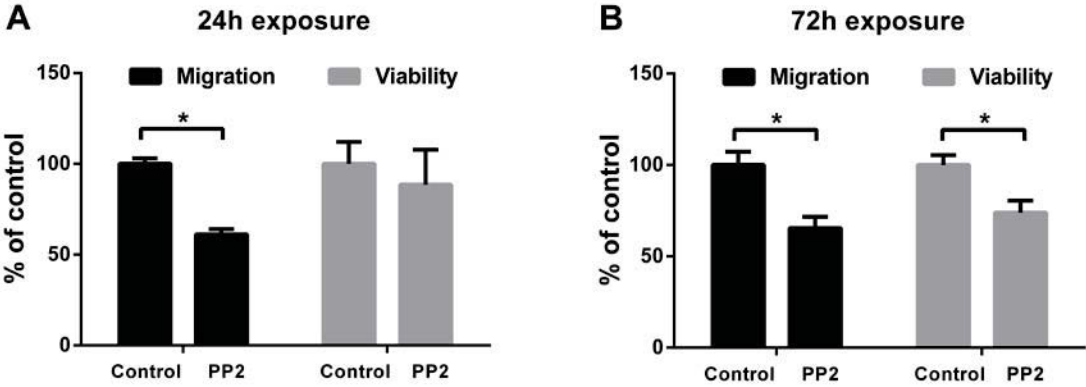 A
24h exposure
Migration
Viability
% of control
150
100
50
0
*
Control
PP2
Control
PP2
B
72h exposure
Migration
Viability
% of control
150
100
50
0
*
*
Control
PP2
Control
PP2